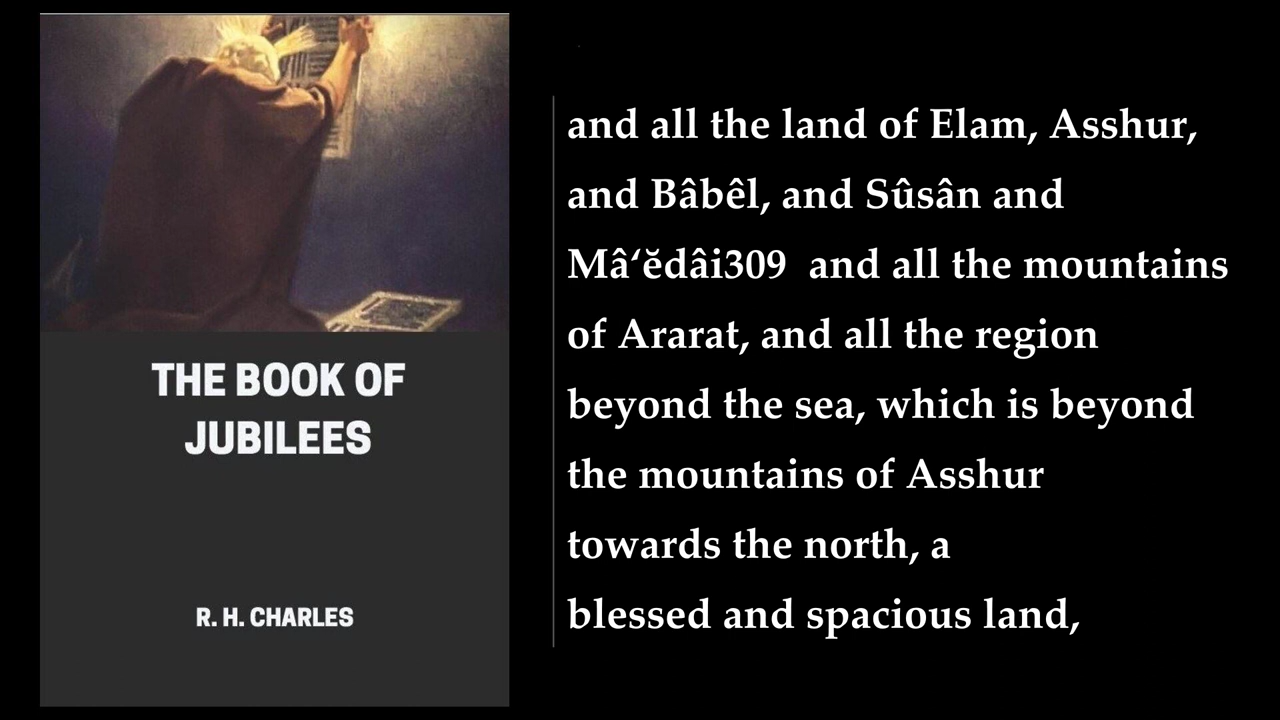 THE BOOK OF
JUBILEES
R. H. CHARLES
and all the land of Elam, Asshur,
and Bâbêl, and Sûsân and
Mâ‘ĕdâi309  and all the mountains
of Ararat, and all the region
beyond the sea, which is beyond
the mountains of Asshur
towards the north, a
blessed and spacious land,